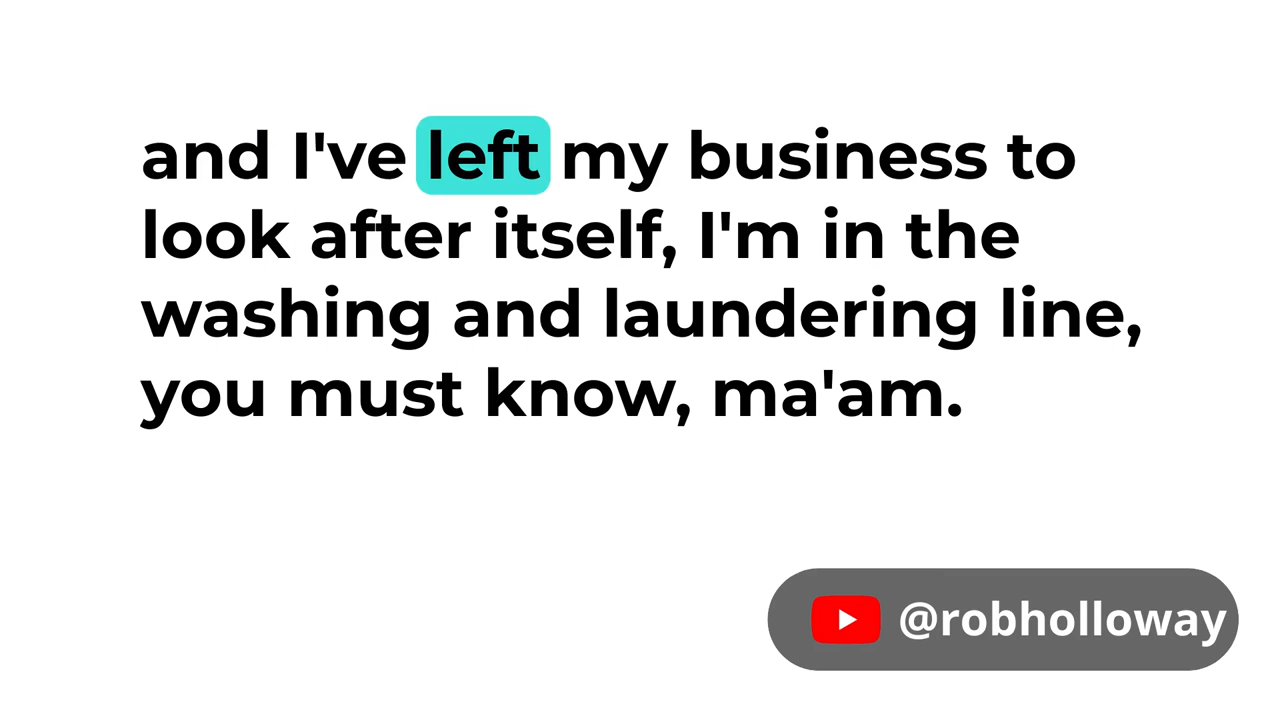 and I've left my business to
look after itself, I'm in the
washing and laundering line,
you must know, ma'am.
@robholloway